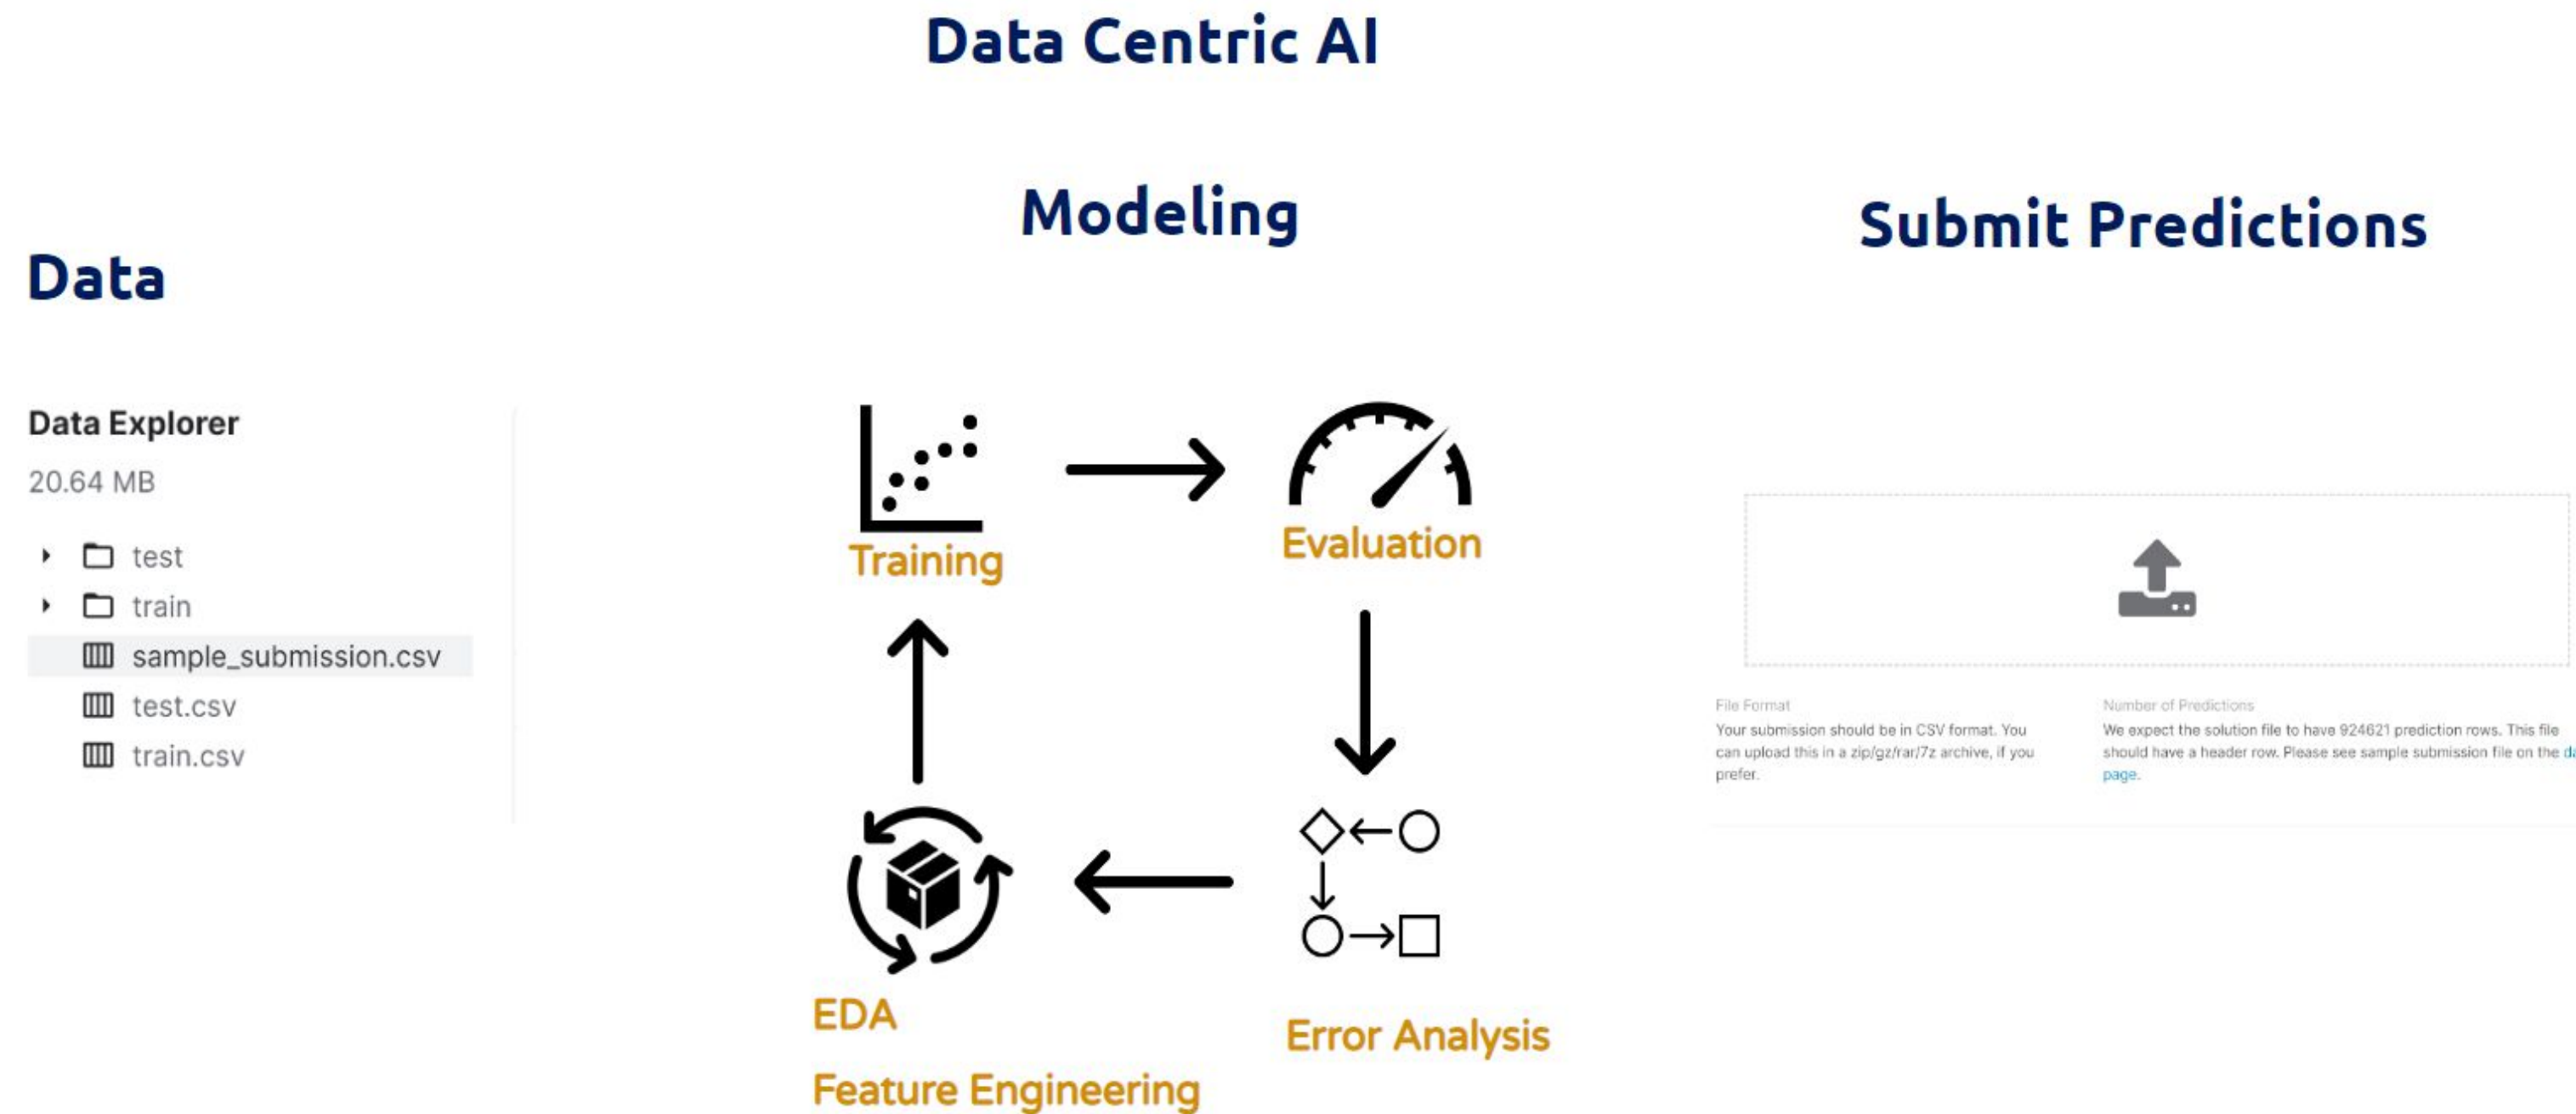 Data Centric AI
Data
Data Explorer
20.64 MB
test
train
sample_submission.csv
test.csv
train.csv
Modeling
Training
Evaluation
EDA
Feature Engineering
Error Analysis
Submit Predictions
File Format
Your submission should be in CSV format. You
can upload this in a zip/gz/rar/7z archive, if you
prefer.
Number of Predictions
We expect the solution file to have 924621 prediction rows. This file
should have a header row. Please see sample submission file on the
page.